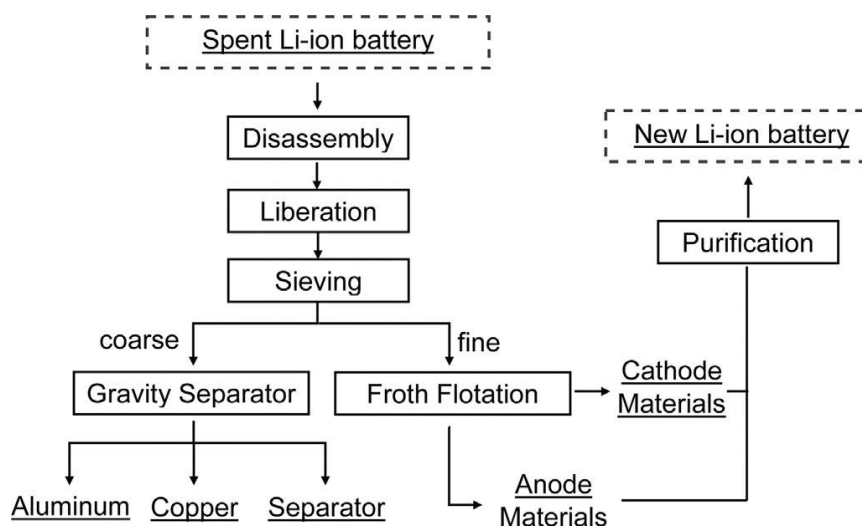 Spent Li-ion battery
Disassembly
New Li-ion battery
Liberation
Purification
Sieving
coarse
fine
Gravity Separator
Froth Flotation
Cathode
Materials
Aluminum
Copper
Separator
Anode
Materials